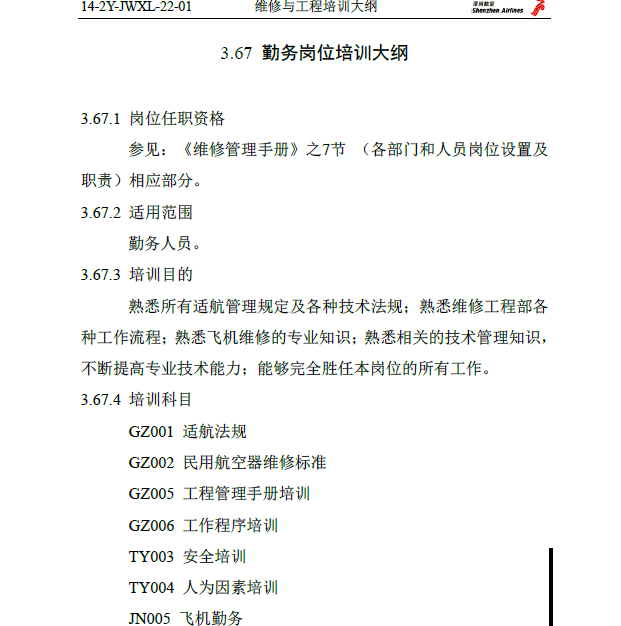 14-2Y-JWXL-22-01 维修与工程培训大纲 深圳航空
Shenzhen Airlines
3.67 勤务岗位培训大纲
3.67.1 岗位任职资格
参见：《维修管理手册》之7节 （各部门和人员岗位设置及
职责）相应部分。
3.67.2 适用范围
勤务人员。
3.67.3 培训目的
熟悉所有适航管理规定及各种技术法规；熟悉维修工程部各
种工作流程；熟悉飞机维修的专业知识；熟悉相关的技术管理知识，
不断提高专业技术能力；能够完全胜任本岗位的所有工作。
3.67.4 培训科目
GZ001 适航法规
GZ002 民用航空器维修标准
GZ005 工程管理手册培训
GZ006 工作程序培训
TY003 安全培训
TY004 人为因素培训
JN005 飞机勤务